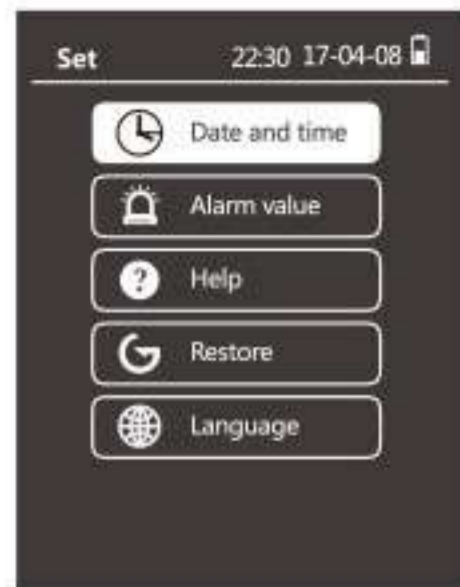 Set 22:30 17-04-08
Date and time
Alarm value
? Help
Restore
Language